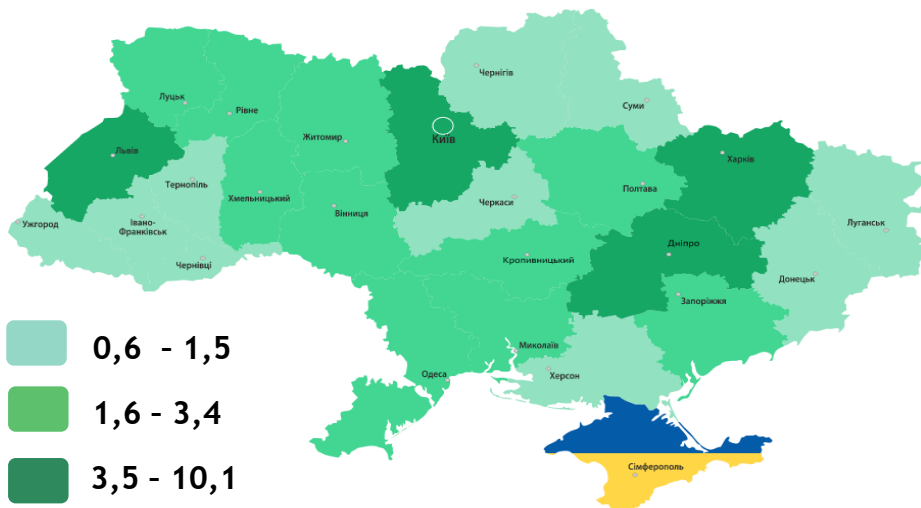 Чернігів
Луцьк
Рівне
Суми
Житомир
Київ
Львів
Харків
Тернопіль
Хмельницький
Полтава
Черкаси
Вінниця
Ужгород
Івано-
Франківськ
Луганськ
Чернівці
Дніпро
Кропивницький
Донецьк
Запоріжжя
Миколаїв
Одеса
Херсон
Сімферополь
0,6 - 1,5
1,6 - 3,4
3,5 - 10,1